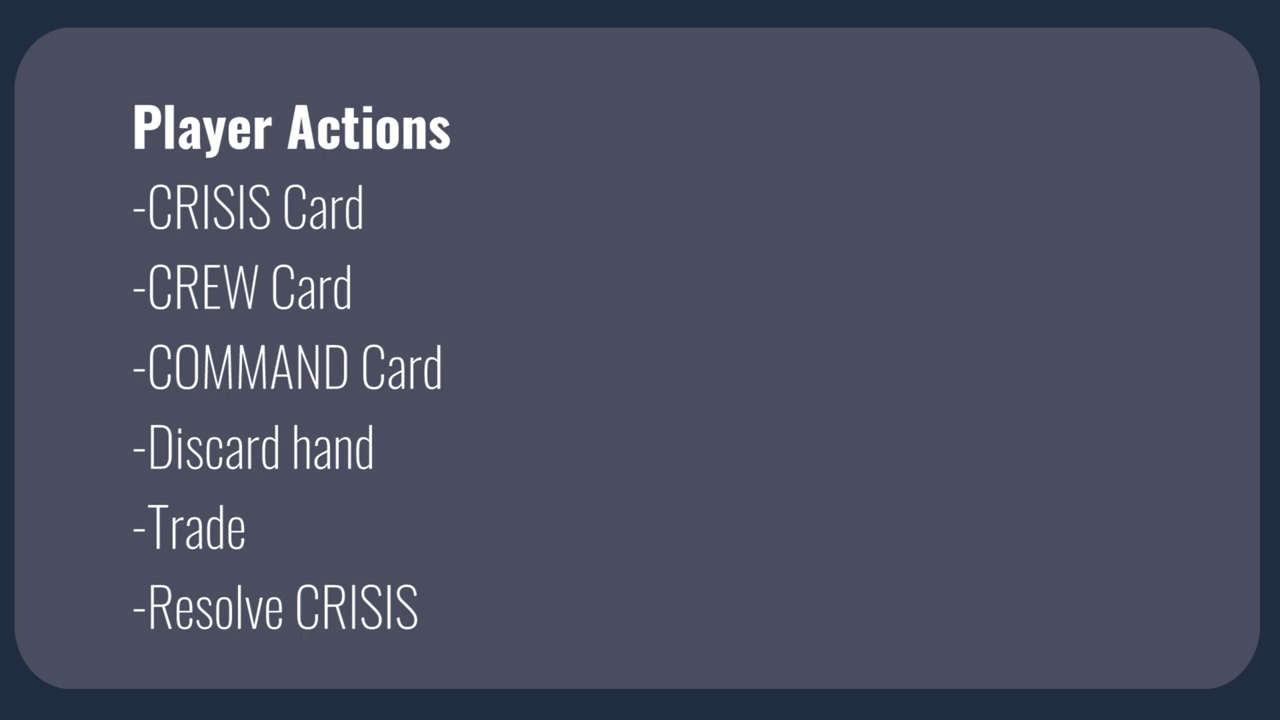 Player Actions
-CRISIS Card
-CREW Card
-COMMAND Card
-Discard hand
-Trade
-Resolve CRISIS